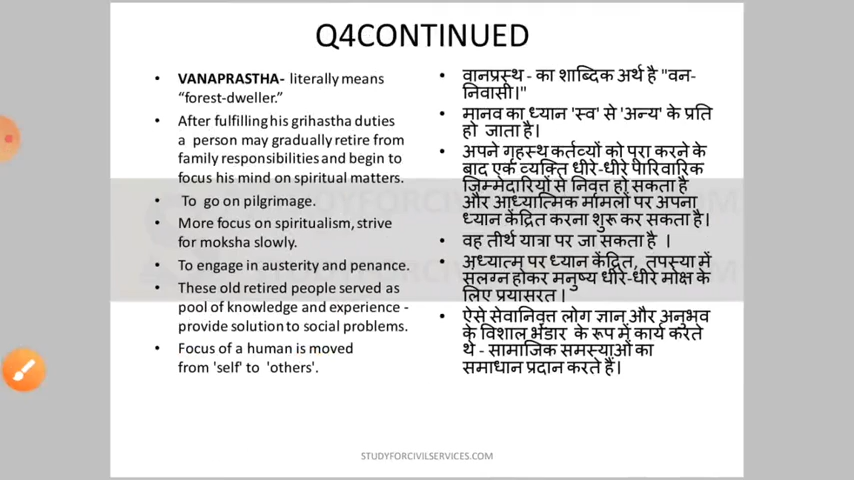 Q4CONTINUED
• VANAPRASTHA- literally means
“forest-dweller.”
• After fulfilling his grihastha duties
a person may gradually retire from
family responsibilities and begin to
focus his mind on spiritual matters.
• To go on pilgrimage.
• More focus on spiritualism, strive
for moksha slowly.
• To engage in austerity and penance.
• These old retired people served as
pool of knowledge and experience -
provide solution to social problems.
• Focus of a human is moved
from 'self' to 'others'.
• वानप्रस्थ - का शाब्दिक अर्थ है "वन-
निवासी।"
• मानव का ध्यान 'स्व' से 'अन्य' के प्रति
हो जाता है।
• अपने गृहस्थ कर्तव्यों को पूरा करने के
बाद एक व्यक्ति धीरे-धीरे पारिवारिक
जिम्मेदारियों से निवृत्त हो सकता है
और आध्यात्मिक मामलों पर अपना
ध्यान केंद्रित करना शुरू कर सकता है।
• वह तीर्थ यात्रा पर जा सकता है ।
• अध्यात्म पर ध्यान केंद्रित, तपस्या में
सलग्न होकर मनुष्य धीरे-धीरे मोक्ष के
लिए प्रयासरत ।
• ऐसे सेवानिवृत्त लोग ज्ञान और अनुभव
के विशाल भंडार के रूप में कार्य करते
थे - सामाजिक समस्याओं का
समाधान प्रदान करते हैं।
STUDYFORCIVILSERVICES.COM